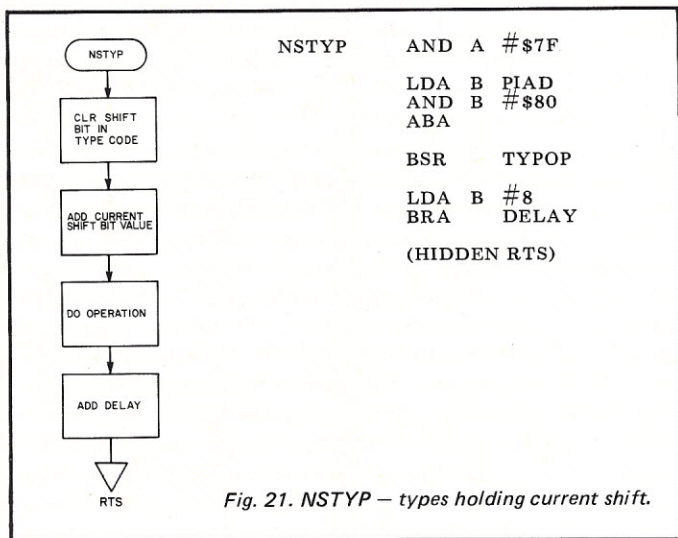 NSTYP
CLR SHIFT
BIT IN
TYPE CODE
ADD CURRENT
SHIFT BIT VALUE
DO OPERATION
ADD DELAY
RTS
NSTYP AND A #$7F
LDA B PIAD
AND B #$80
ABA
BSR TYPOP
LDA B #8
BRA DELAY
(HIDDEN RTS)
Fig. 21. NSTYP — types holding current shift.